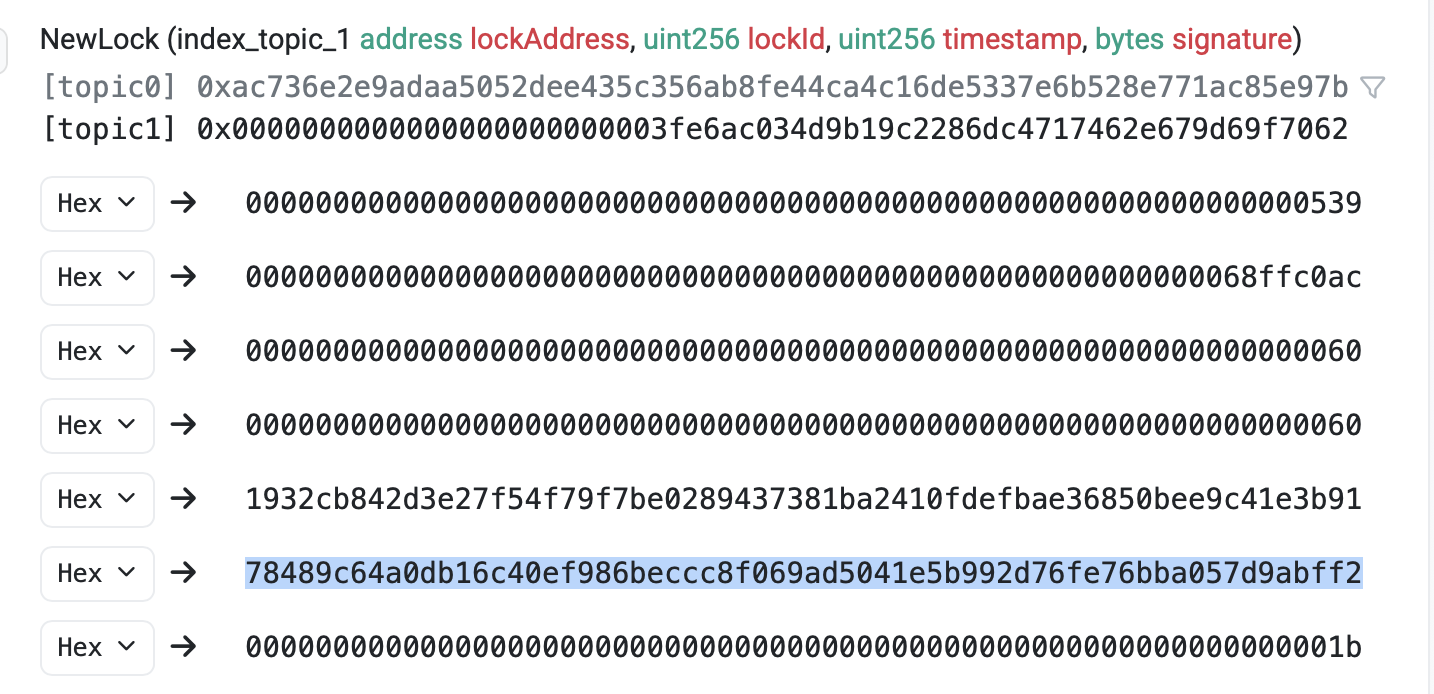 NewLock (index_topic_1 address lockAddress, uint256 lockId, uint256 timestamp, bytes signature)
[topic0] 0xac736e2e9adaa5052dee435c356ab8fe44ca4c16de5337e6b528e771ac85e97b
[topic1] 0x0000000000000000000000003fe6ac034d9b19c2286dc4717462e679d69f7062
Hex → 0000000000000000000000000000000000000000000000000000000000000539
Hex → 0000000000000000000000000000000000000000000000000000000068ffc0ac
Hex → 0000000000000000000000000000000000000000000000000000000000000060
Hex → 0000000000000000000000000000000000000000000000000000000000000060
Hex → 1932cb842d3e27f54f79f7be0289437381ba2410fdefbae36850bee9c41e3b91
Hex → 78489c64a0db16c40ef986beccc8f069ad5041e5b992d76fe76bba057d9abff2
Hex → 000000000000000000000000000000000000000000000000000000000000001b